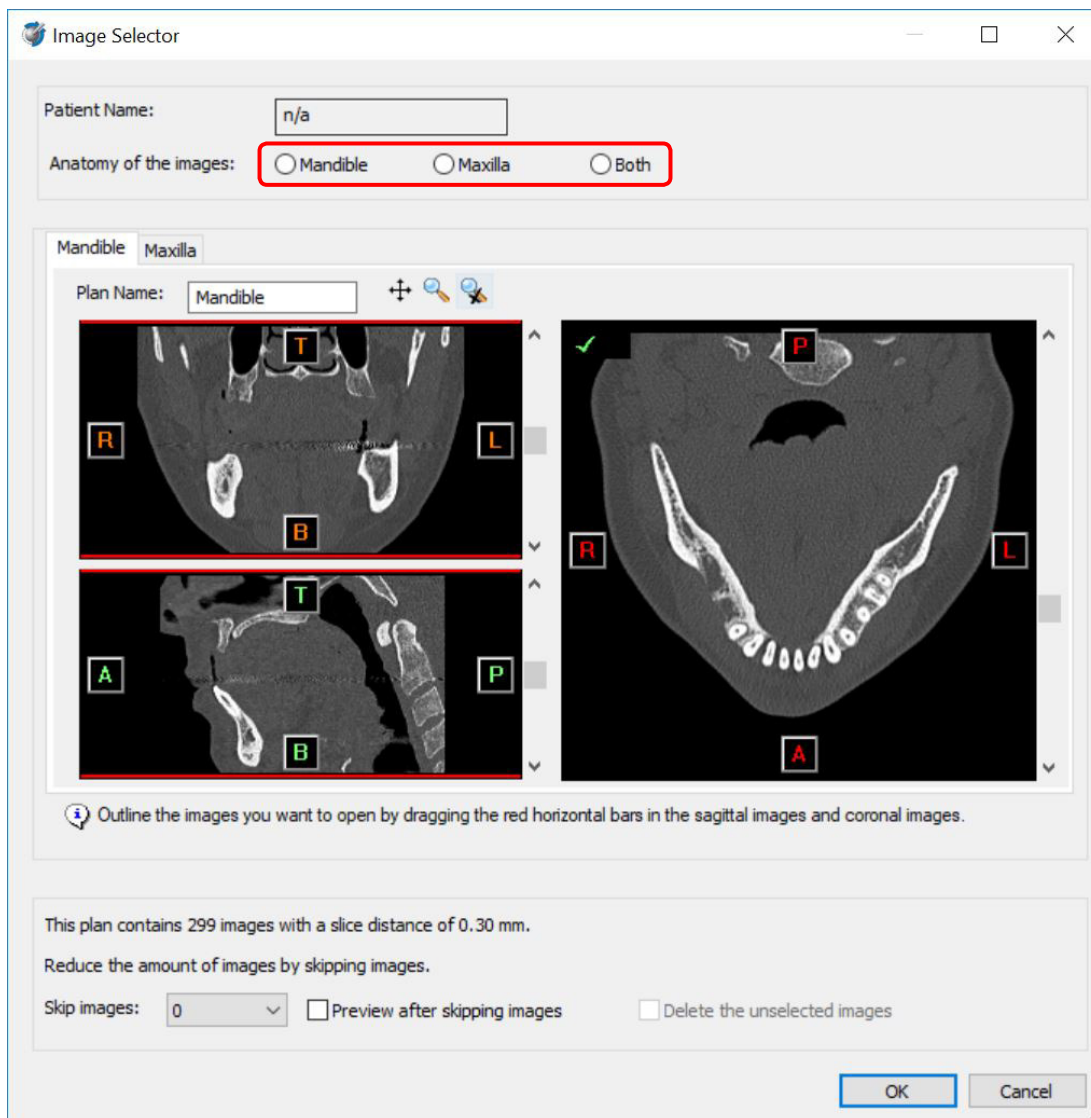 Image Selector
Patient Name:
n/a
Anatomy of the images:
Mandible
Maxilla
Both
Mandible
Maxilla
Plan Name:
Mandible
T
R
L
B
T
A
P
B
P
R
L
A
Outline the images you want to open by dragging the red horizontal bars in the sagittal images and coronal images.
This plan contains 299 images with a slice distance of 0.30 mm.
Reduce the amount of images by skipping images.
Skip images:
0
Preview after skipping images
Delete the unselected images
OK
Cancel